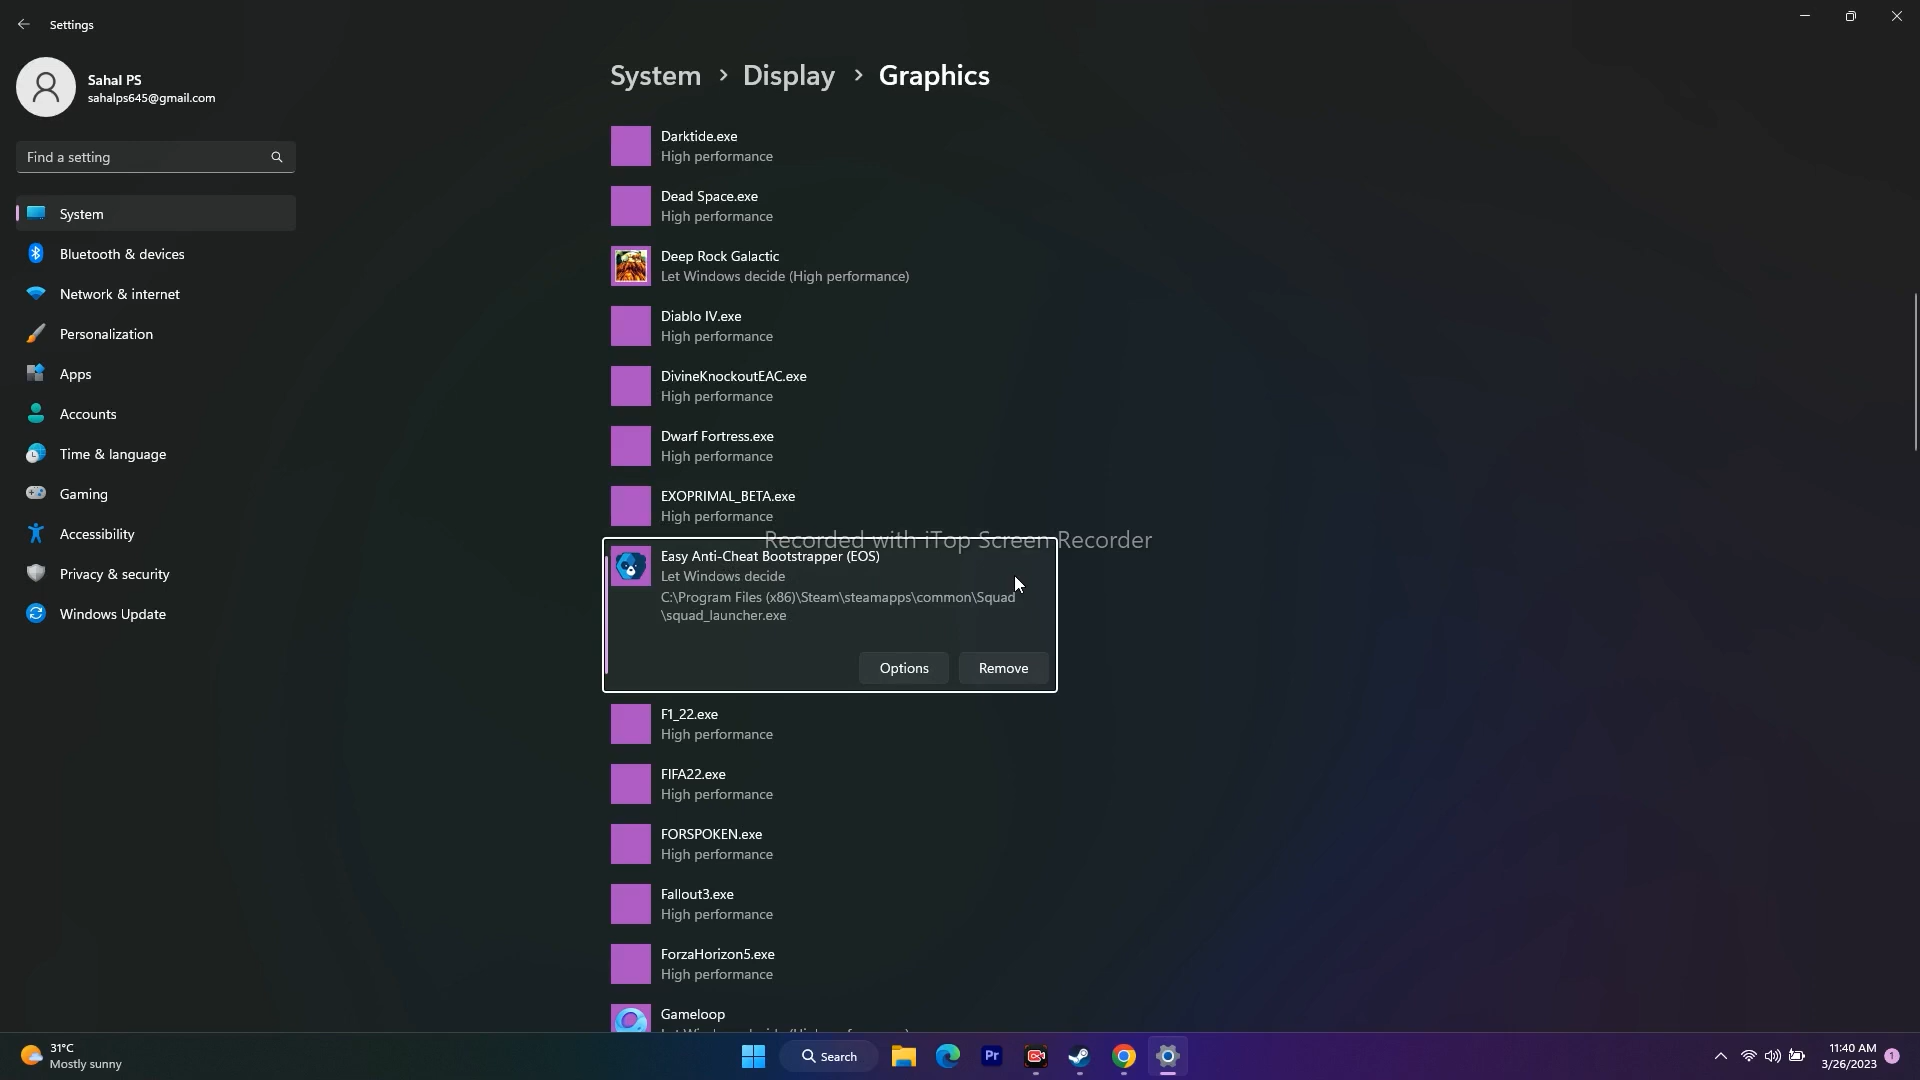 Settings
Sahal PS
sahalps645@gmail.com
Find a setting
System
Bluetooth & devices
Network & internet
Personalization
Apps
Accounts
Time & language
Gaming
Accessibility
Privacy & security
Windows Update
System > Display > Graphics
Darktide.exe
High performance
Dead Space.exe
High performance
Deep Rock Galactic
Let Windows decide (High performance)
Diablo IV.exe
High performance
DivineKnockoutEAC.exe
High performance
Dwarf Fortress.exe
High performance
EXOPRIMAL_BETA.exe
High performance
Recorded with iTop Screen Recorder
Easy Anti-Cheat Bootstrapper (EOS)
Let Windows decide
C:\Program Files (x86)\Steam\steamapps\common\Squad
\squad_launcher.exe
Options
Remove
F1_22.exe
High performance
FIFA22.exe
High performance
FORSPOKEN.exe
High performance
Fallout3.exe
High performance
ForzaHorizon5.exe
High performance
Gameloop
31°C
Mostly sunny
Search
Pr
11:40 AM
3/26/2023
1